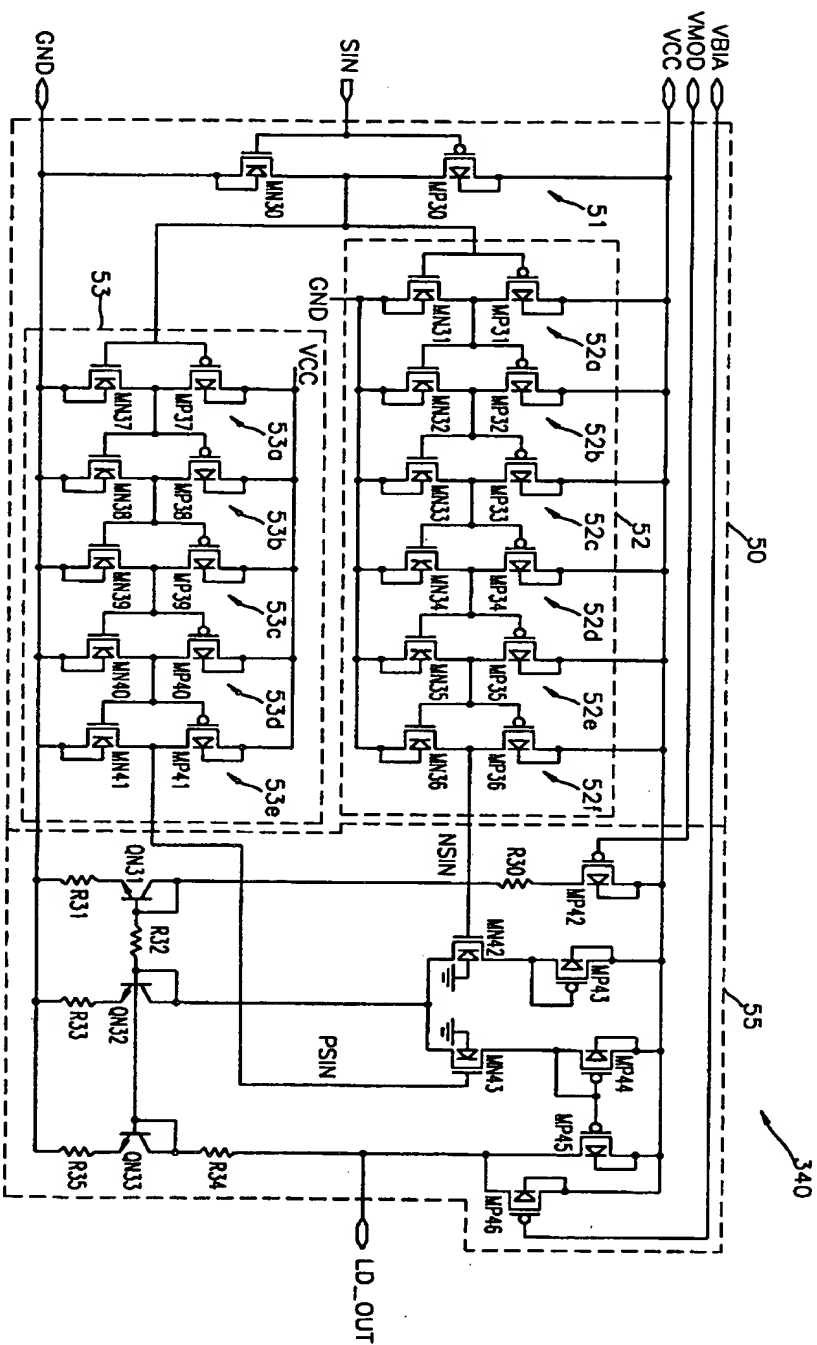 340
50
55
VBIA
VMOD
VCC
51
52
52a
52b
52c
52d
52e
52f
MP30
MP31
MP32
MP33
MP34
MP35
MP36
MP42
MP43
MP44
MP45
MP46
SIN
MN30
MN31
MN32
MN33
MN34
MN35
MN36
GND
NSIN
R30
MN42
MN43
LD_OUT
PSIN
53
VCC
53a
53b
53c
53d
53e
MP37
MP38
MP39
MP40
MP41
MN37
MN38
MN39
MN40
MN41
QN31
R32
QN32
QN33
R34
R31
R33
R35
GND